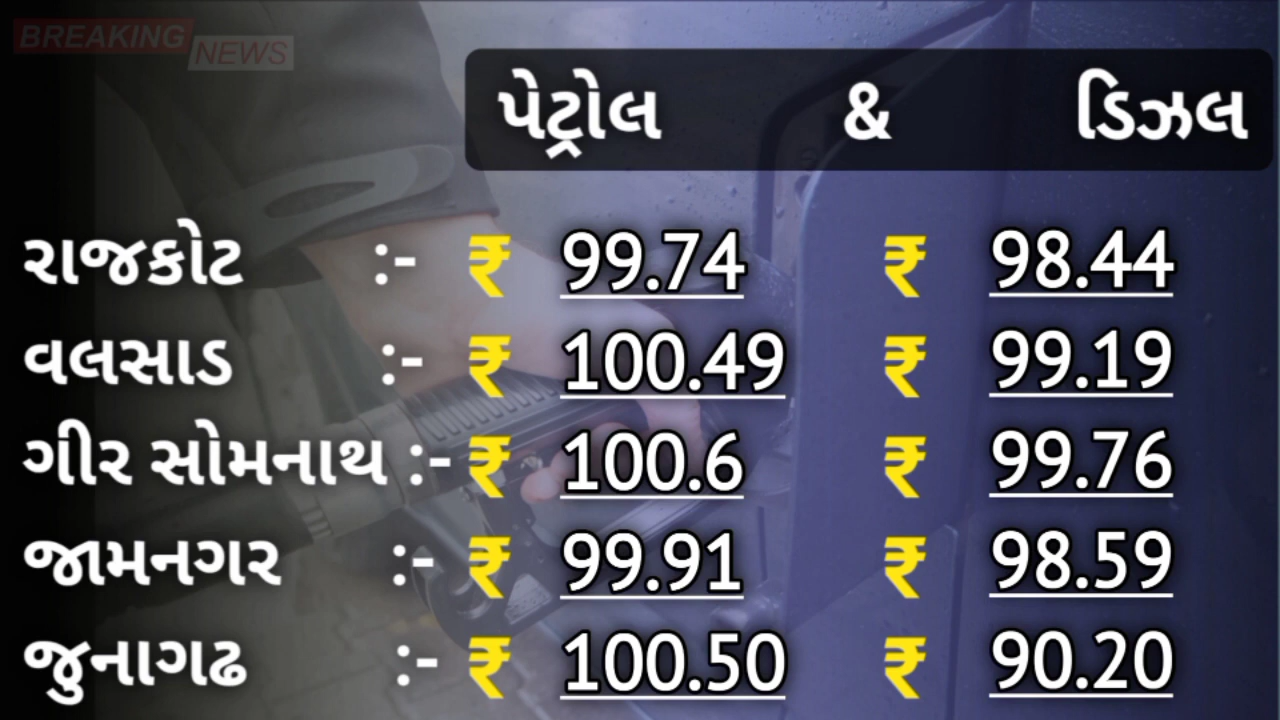 BREAKING
NEWS
પેટ્રોલ & ડિઝલ
રાજકોટ :- ₹ 99.74 ₹ 98.44
વલસાડ :- ₹ 100.49 ₹ 99.19
ગીર સોમનાથ :- ₹ 100.6 ₹ 99.76
જામનગર :- ₹ 99.91 ₹ 98.59
જુનાગઢ :- ₹ 100.50 ₹ 90.20